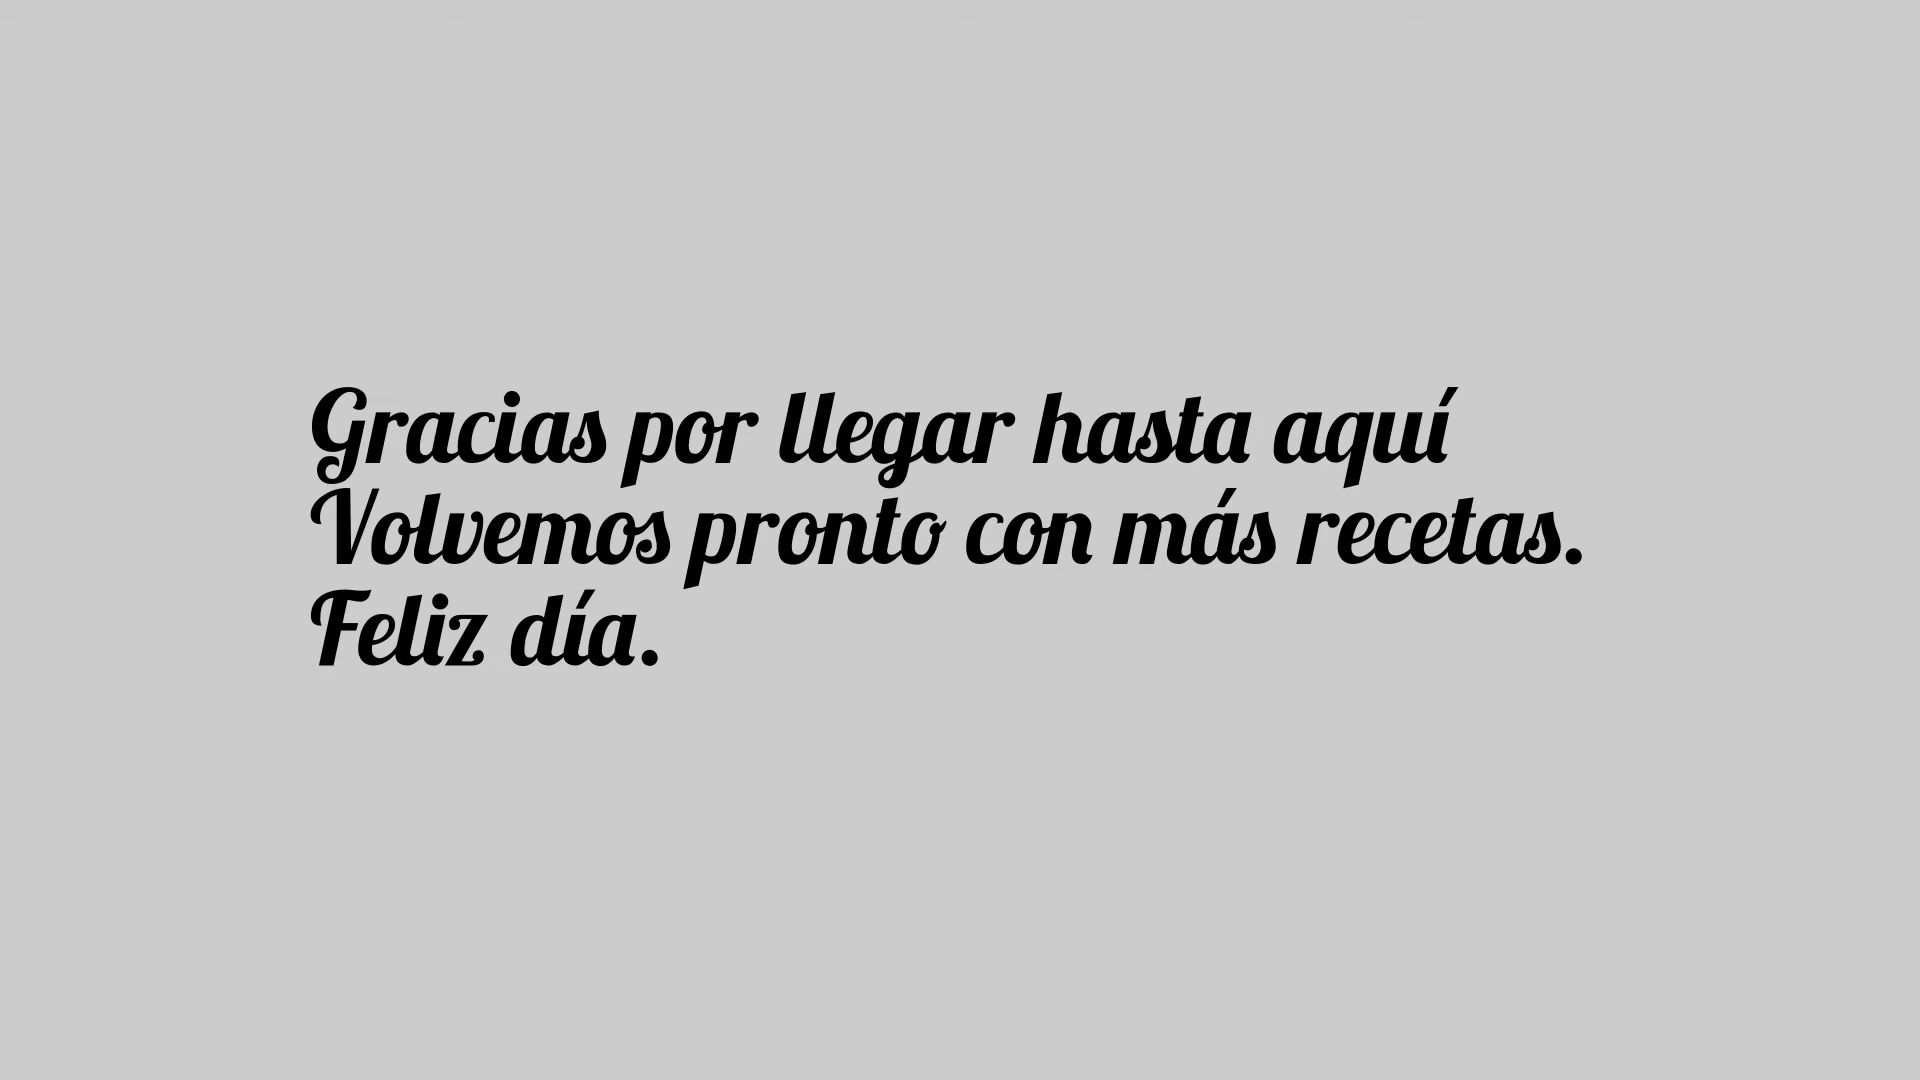 Gracias por llegar hasta aquí
Volvemos pronto con más recetas.
Feliz día.